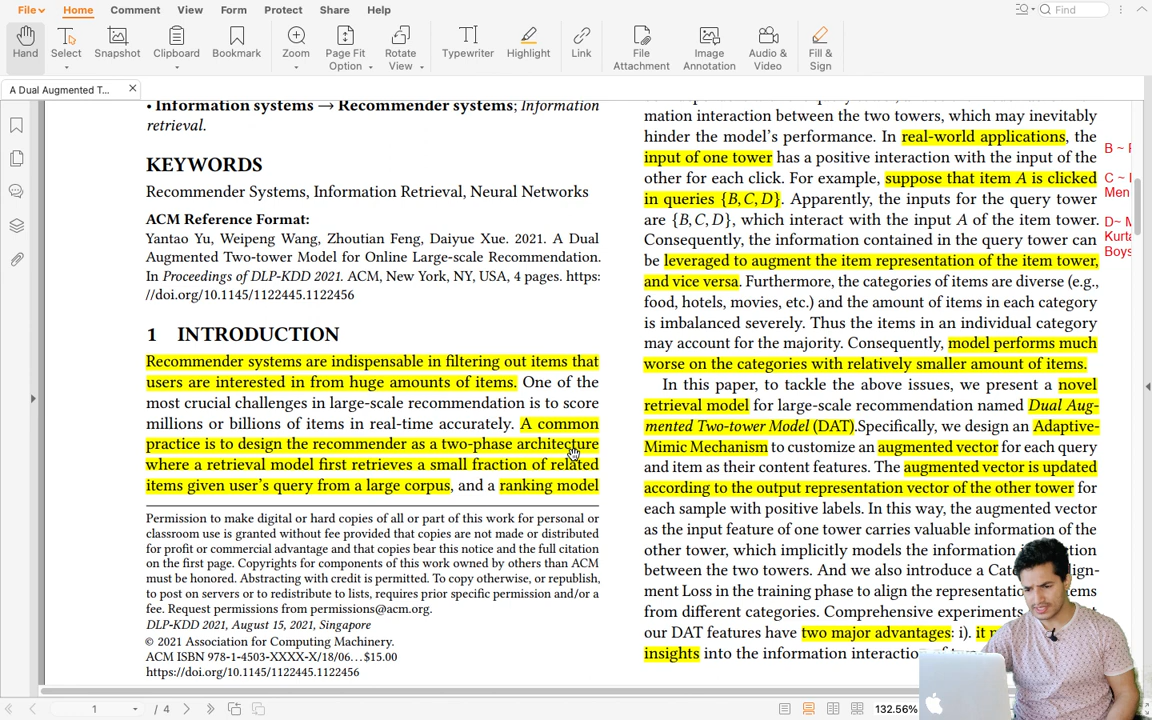 File
Home
Comment
View
Form
Protect
Share
Help
Find
Hand
Select
Snapshot
Clipboard
Bookmark
Zoom
Page Fit
Option
Rotate
View
Typewriter
Highlight
Link
File
Attachment
Image
Annotation
Audio &
Video
Fill &
Sign
A Dual Augmented T...
• Information systems → Recommender systems; Information
retrieval.
KEYWORDS
Recommender Systems, Information Retrieval, Neural Networks
ACM Reference Format:
Yantao Yu, Weipeng Wang, Zhoutian Feng, Daiyue Xue. 2021. A Dual
Augmented Two-tower Model for Online Large-scale Recommendation.
In Proceedings of DLP-KDD 2021. ACM, New York, NY, USA, 4 pages. https:
//doi.org/10.1145/1122445.1122456
1 INTRODUCTION
Recommender systems are indispensable in filtering out items that
users are interested in from huge amounts of items. One of the
most crucial challenges in large-scale recommendation is to score
millions or billions of items in real-time accurately. A common
practice is to design the recommender as a two-phase architecture
where a retrieval model first retrieves a small fraction of related
items given user's query from a large corpus, and a ranking model
Permission to make digital or hard copies of all or part of this work for personal or
classroom use is granted without fee provided that copies are not made or distributed
for profit or commercial advantage and that copies bear this notice and the full citation
on the first page. Copyrights for components of this work owned by others than ACM
must be honored. Abstracting with credit is permitted. To copy otherwise, or republish,
to post on servers or to redistribute to lists, requires prior specific permission and/or a
fee. Request permissions from permissions@acm.org.
DLP-KDD 2021, August 15, 2021, Singapore
© 2021 Association for Computing Machinery.
ACM ISBN 978-1-4503-XXXX-X/18/06...$15.00
https://doi.org/10.1145/1122445.1122456
mation interaction between the two towers, which may inevitably
hinder the model's performance. In real-world applications, the
input of one tower has a positive interaction with the input of the
other for each click. For example, suppose that item A is clicked
in queries {B, C, D}. Apparently, the inputs for the query tower
are {B, C, D}, which interact with the input A of the item tower.
Consequently, the information contained in the query tower can
be leveraged to augment the item representation of the item tower,
and vice versa. Furthermore, the categories of items are diverse (e.g.,
food, hotels, movies, etc.) and the amount of items in each category
is imbalanced severely. Thus the items in an individual category
may account for the majority. Consequently, model performs much
worse on the categories with relatively smaller amount of items.
In this paper, to tackle the above issues, we present a novel
retrieval model for large-scale recommendation named Dual Aug-
mented Two-tower Model (DAT).Specifically, we design an Adaptive-
Mimic Mechanism to customize an augmented vector for each query
and item as their content features. The augmented vector is updated
according to the output representation vector of the other tower for
each sample with positive labels. In this way, the augmented vector
as the input feature of one tower carries valuable information of the
other tower, which implicitly models the information
between the two towers. And we also introduce a
ment Loss in the training phase to align the
from different categories. Comprehensive experiments
our DAT features have two major advantages: i). it
insights into the information
B ~
C ~
Men
D~
Kurta
Boys
1
/ 4
132.56%